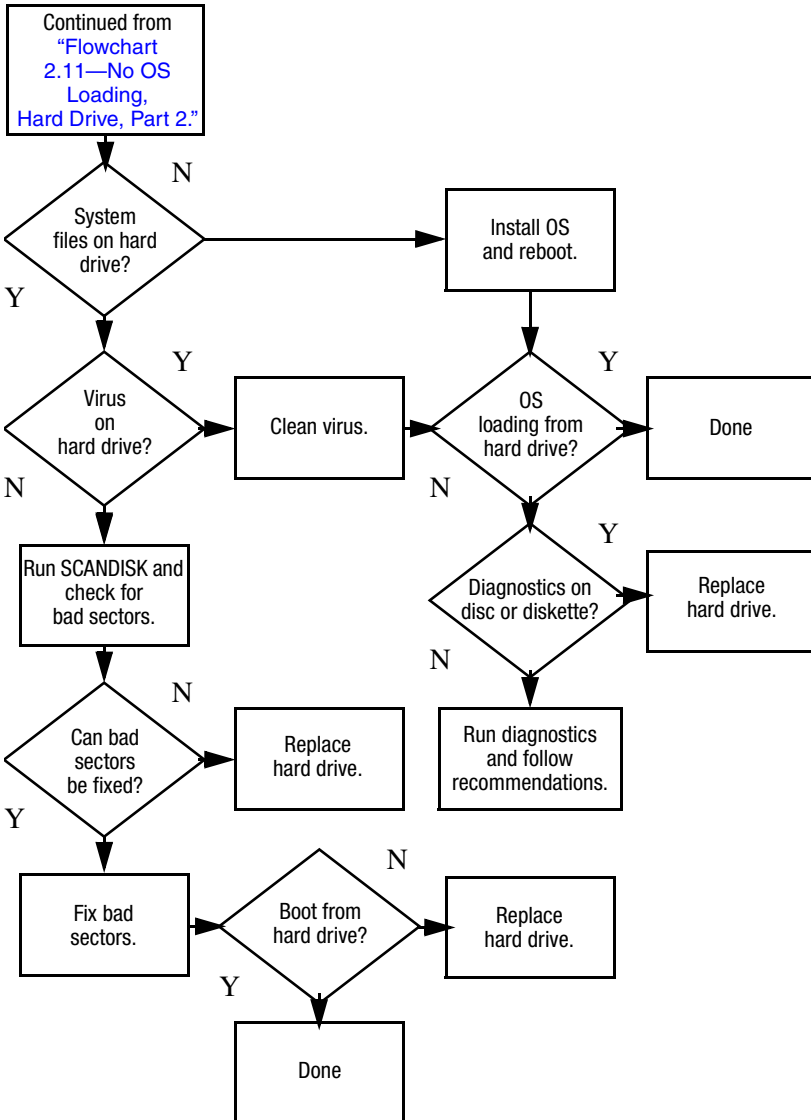 Continued from
“Flowchart
2.11—No OS
Loading,
Hard Drive, Part 2.”
N
System
files on hard
drive?
Install OS
and reboot.
Y
Y
Virus
on
hard drive?
Clean virus.
Y
OS
loading from
hard drive?
Done
N
N
Run SCANDISK and
check for
bad sectors.
Y
Diagnostics on
disc or diskette?
Replace
hard drive.
N
N
Can bad
sectors
be fixed?
Replace
hard drive.
Run diagnostics
and follow
recommendations.
Y
N
Fix bad
sectors.
Boot from
hard drive?
Replace
hard drive.
Y
Done